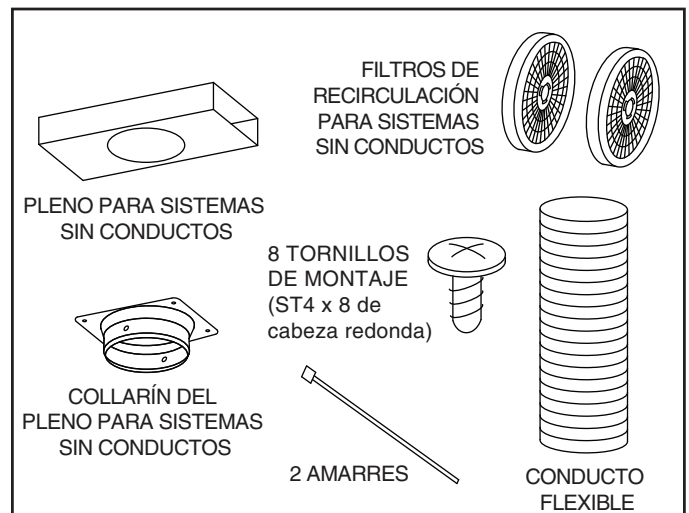 FILTROS DE
RECIRCULACIÓN
PARA SISTEMAS
SIN CONDUCTOS
PLENO PARA SISTEMAS
SIN CONDUCTOS
8 TORNILLOS
DE MONTAJE
(ST4 x 8 de
cabeza redonda)
COLLARÍN DEL
PLENO PARA SISTEMAS
SIN CONDUCTOS
2 AMARRES
CONDUCTO
FLEXIBLE